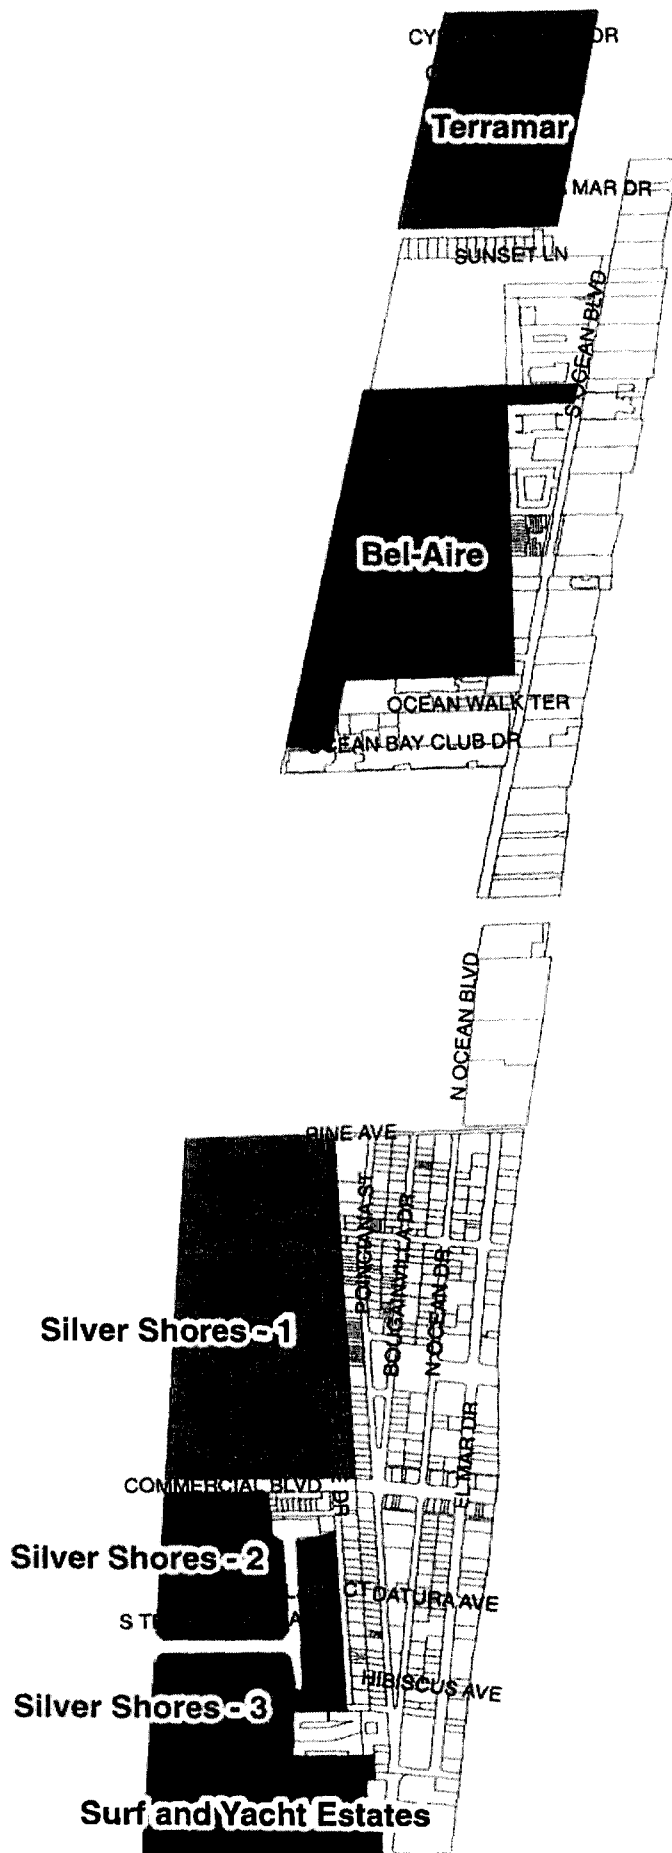 DR
Terramar
MAR DR
SUNSET LN
S OCEAN BLVD
Bel-Aire
OCEAN WALK TER
OCEAN BAY CLUB DR
N OCEAN BLVD
PINE AVE
POINCIANA ST
BOUGAINVILLA DR
N OCEAN DR
Silver Shores - 1
EL MAR DR
COMMERCIAL BLVD
Silver Shores - 2
CT
DATURA AVE
Silver Shores - 3
HIBISCUS AVE
Surf and Yacht Estates